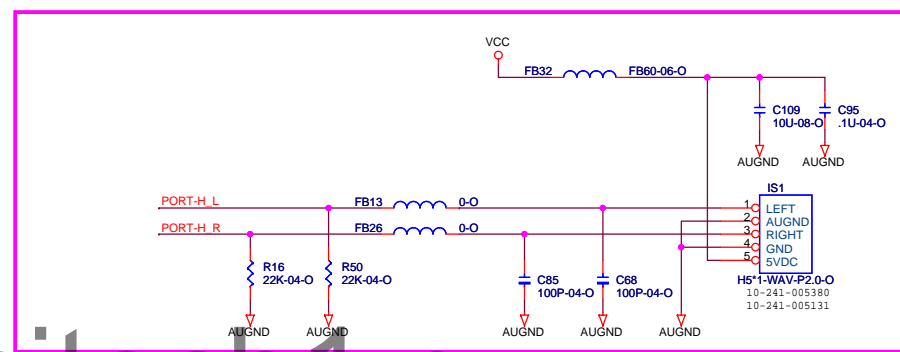 VCC
FB32 FB60-06-O
C109 C95
10U-08-O .1U-04-O
AUGND AUGND
IS1
PORT-H_L FB13 0-O 1 LEFT
2 AUGND
PORT-H_R FB26 0-O 3 RIGHT
4 GND
5 5VDC
R16 R50 C85 C68 H5*1-WAV-P2.0-O
22K-04-O 22K-04-O 100P-04-O 100P-04-O 10-241-005380
10-241-005131
AUGND AUGND AUGND AUGND AUGND